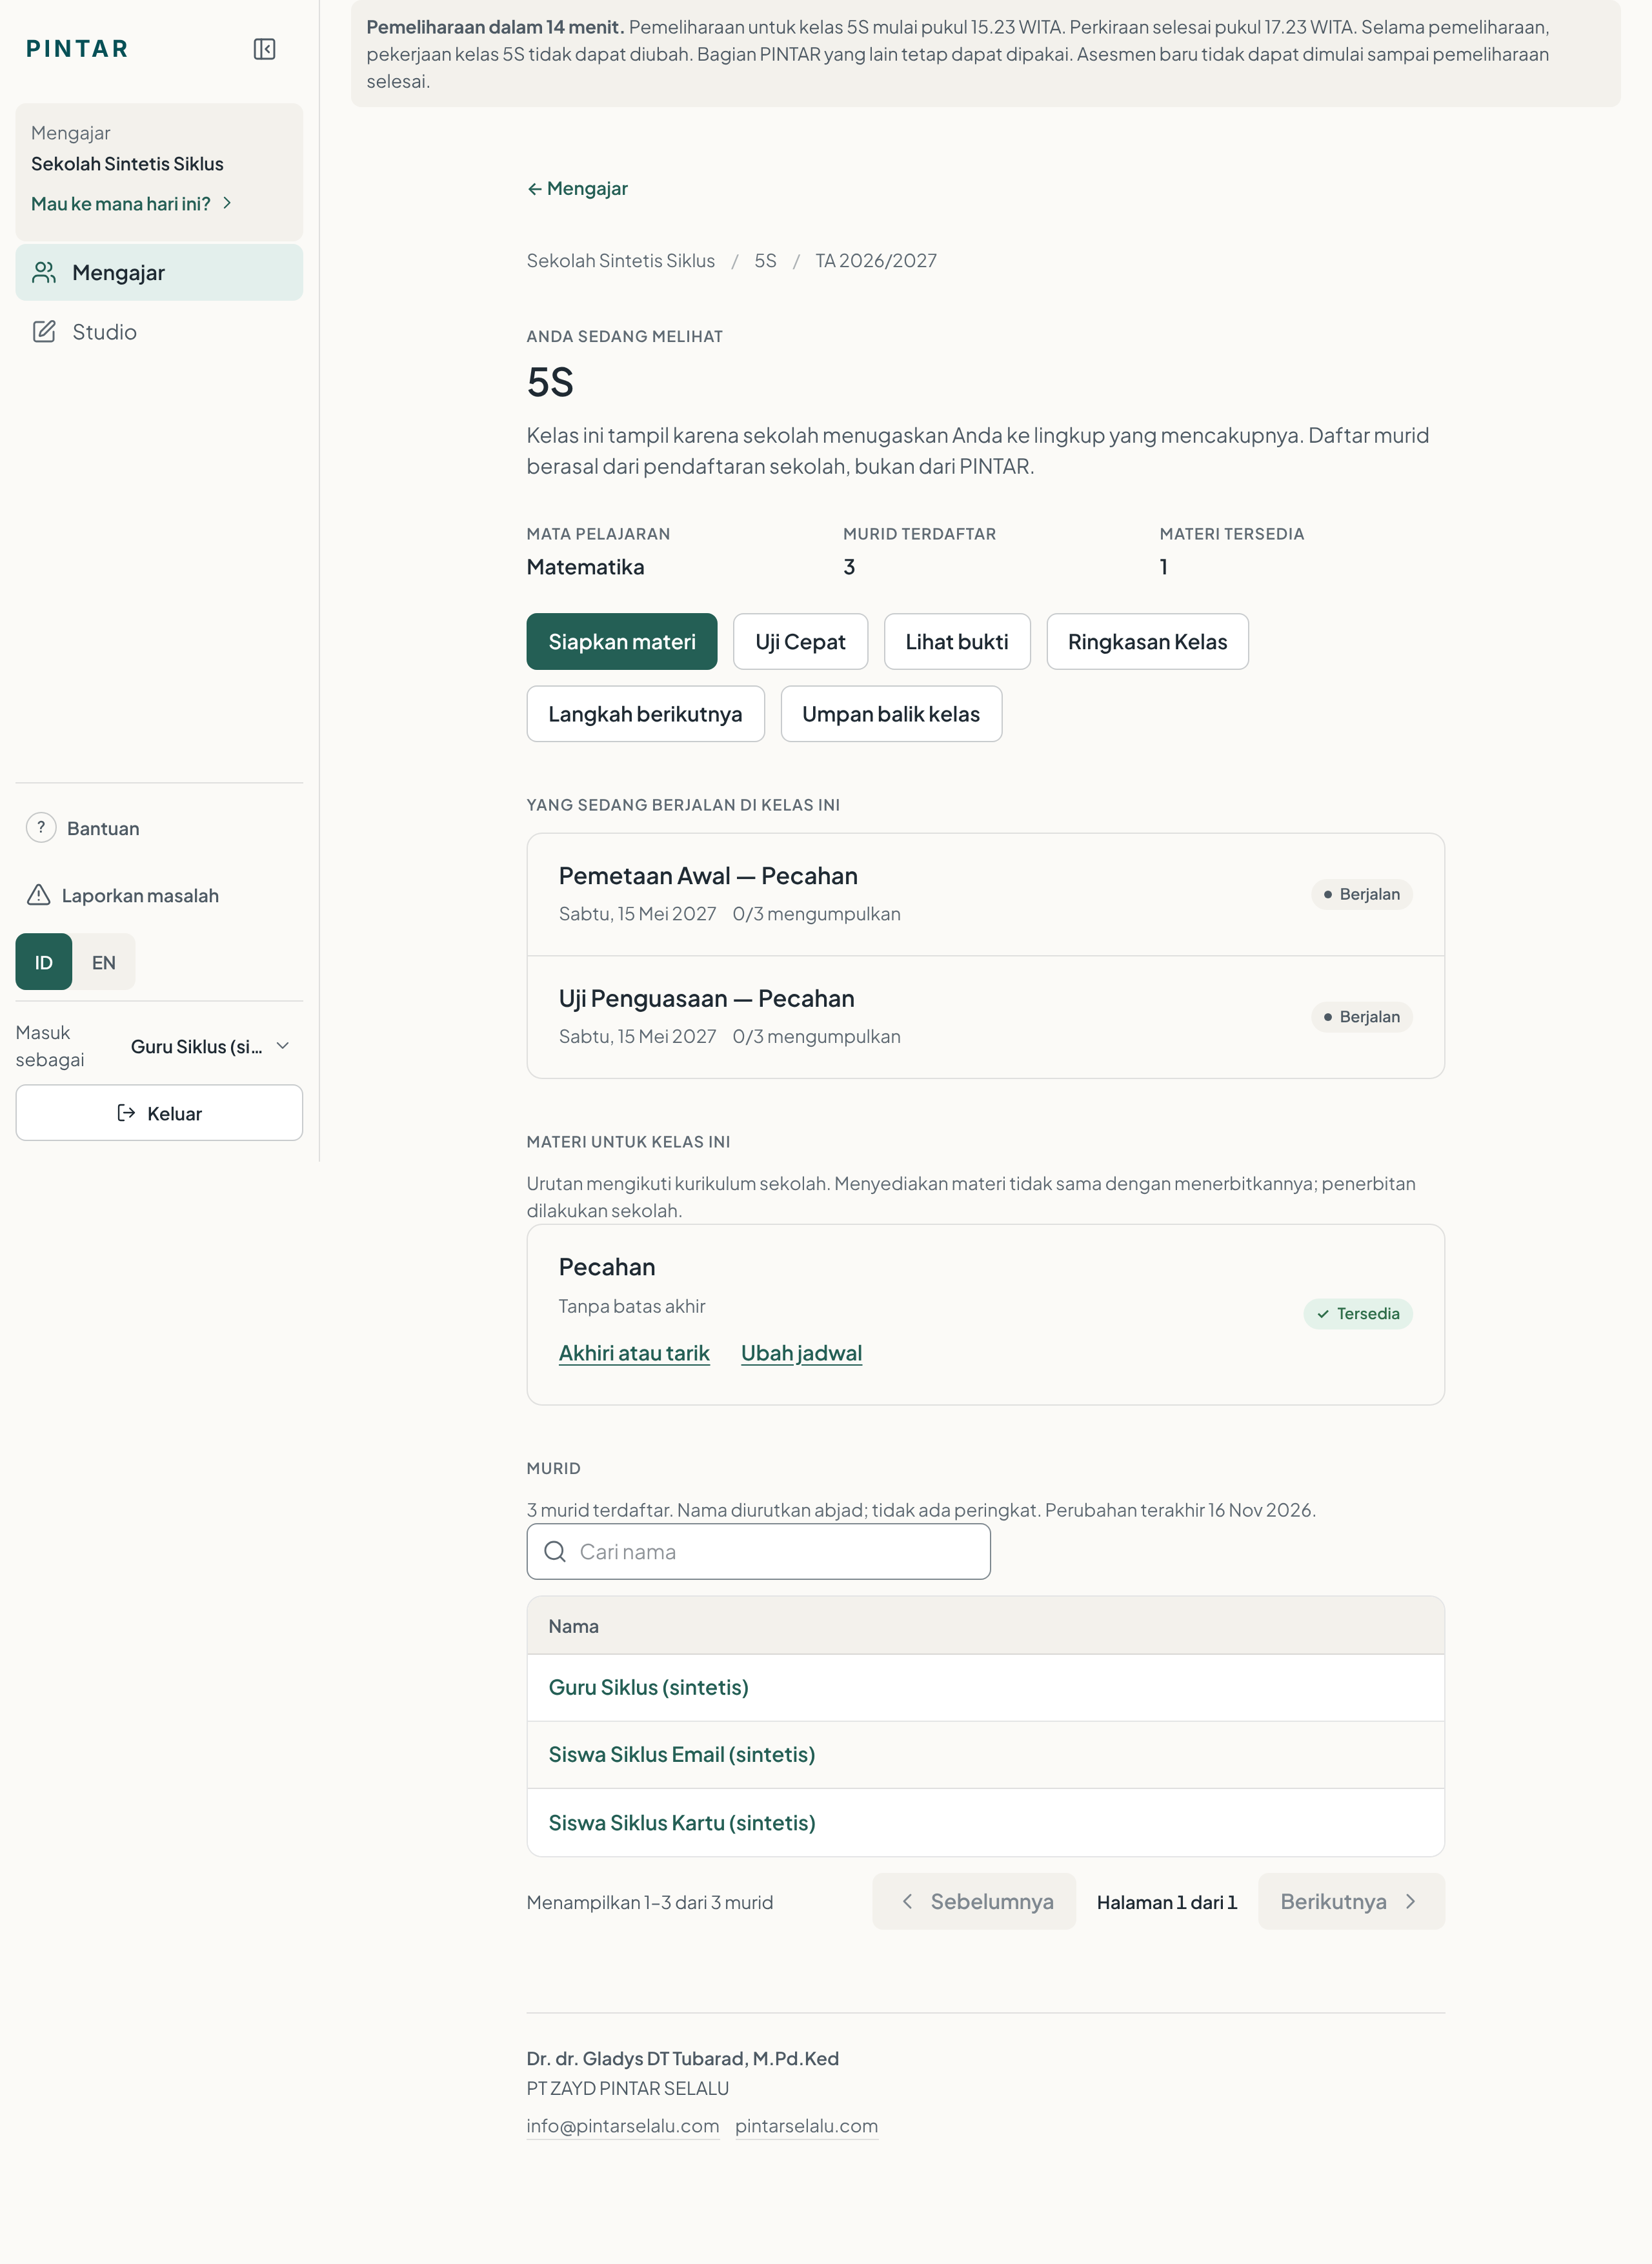 PINTAR
Mengajar
Sekolah Sintetis Siklus
Mau ke mana hari ini?
Mengajar
Studio
? Bantuan
Laporkan masalah
ID EN
Masuk
sebagai
Guru Siklus (si...
Keluar
Pemeliharaan dalam 14 menit. Pemeliharaan untuk kelas 5S mulai pukul 15.23 WITA. Perkiraan selesai pukul 17.23 WITA. Selama pemeliharaan,
pekerjaan kelas 5S tidak dapat diubah. Bagian PINTAR yang lain tetap dapat dipakai. Asesmen baru tidak dapat dimulai sampai pemeliharaan
selesai.
← Mengajar
Sekolah Sintetis Siklus / 5S / TA 2026/2027
ANDA SEDANG MELIHAT
5S
Kelas ini tampil karena sekolah menugaskan Anda ke lingkup yang mencakupnya. Daftar murid
berasal dari pendaftaran sekolah, bukan dari PINTAR.
MATA PELAJARAN MURID TERDAFTAR MATERI TERSEDIA
Matematika 3 1
Siapkan materi Uji Cepat Lihat bukti Ringkasan Kelas
Langkah berikutnya Umpan balik kelas
YANG SEDANG BERJALAN DI KELAS INI
Pemetaan Awal — Pecahan
Sabtu, 15 Mei 2027 0/3 mengumpulkan
Berjalan
Uji Penguasaan — Pecahan
Sabtu, 15 Mei 2027 0/3 mengumpulkan
Berjalan
MATERI UNTUK KELAS INI
Urutan mengikuti kurikulum sekolah. Menyediakan materi tidak sama dengan menerbitkannya; penerbitan
dilakukan sekolah.
Pecahan
Tanpa batas akhir
Tersedia
Akhiri atau tarik Ubah jadwal
MURID
3 murid terdaftar. Nama diurutkan abjad; tidak ada peringkat. Perubahan terakhir 16 Nov 2026.
Cari nama
Nama
Guru Siklus (sintetis)
Siswa Siklus Email (sintetis)
Siswa Siklus Kartu (sintetis)
Menampilkan 1–3 dari 3 murid Sebelumnya Halaman 1 dari 1 Berikutnya
Dr. dr. Gladys DT Tubarad, M.Pd.Ked
PT ZAYD PINTAR SELALU
info@pintarselalu.com pintarselalu.com